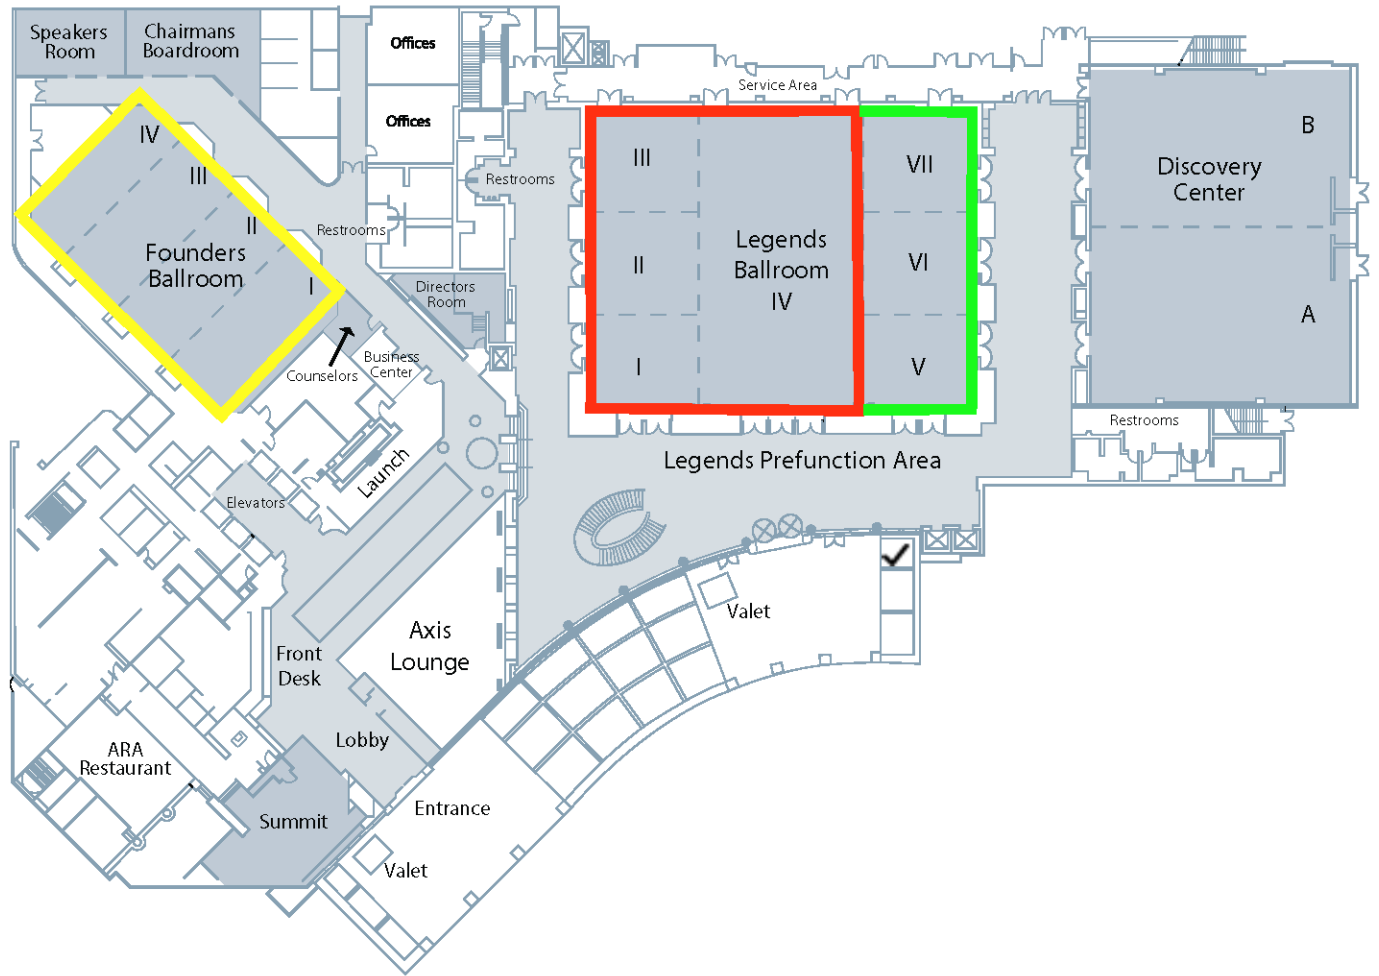 Speakers
Room
Chairmans
Boardroom
Offices
Offices
Service Area
IV
III
II
I
Founders
Ballroom
Restrooms
Restrooms
Directors
Room
Counselors
Business
Center
Launch
Elevators
III
II
I
Legends
Ballroom
IV
VII
VI
V
Legends Prefunction Area
Discovery
Center
B
A
Restrooms
Front
Desk
Axis
Lounge
Lobby
Valet
ARA
Restaurant
Summit
Entrance
Valet